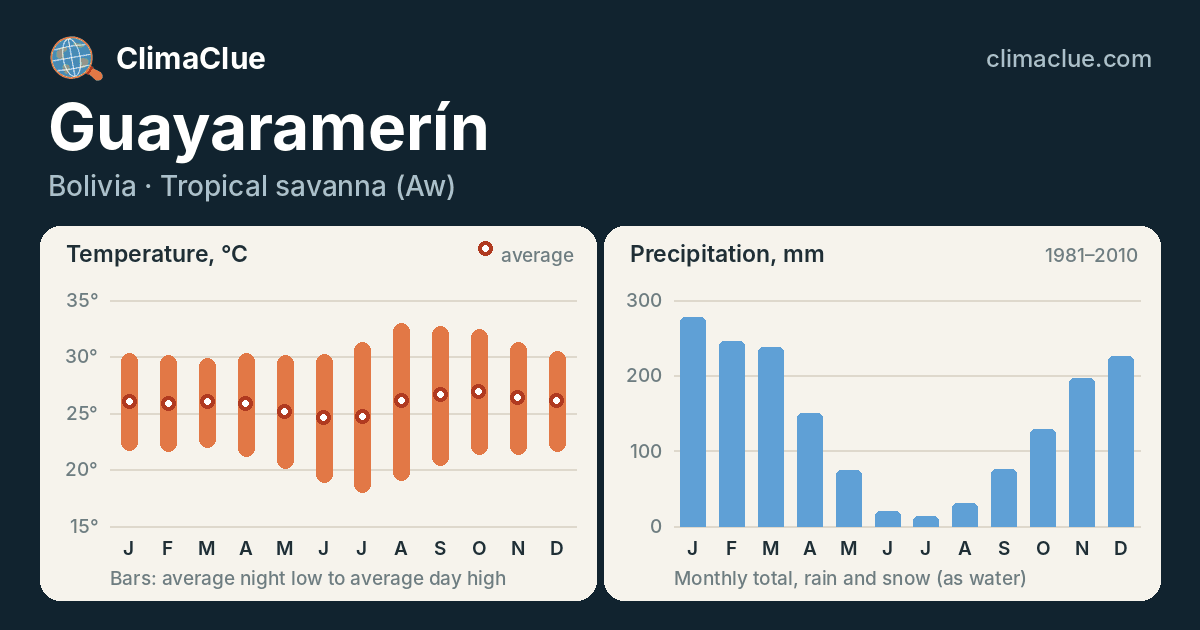 ClimaClue
climaclue.com
Guayaramerín
Bolivia · Tropical savanna (Aw)
Temperature, °C
average
35°
30°
25°
20°
15°
J F M A M J J A S O N D
Bars: average night low to average day high
Precipitation, mm
1981–2010
300
200
100
0
J F M A M J J A S O N D
Monthly total, rain and snow (as water)